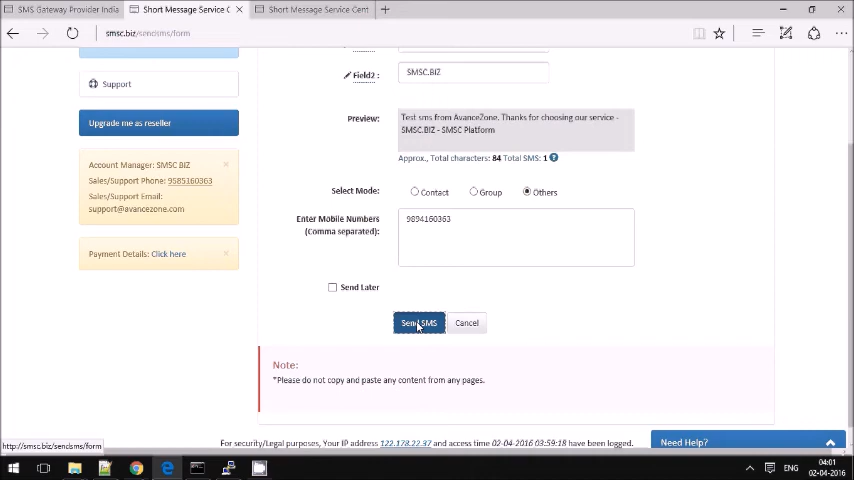 SMS Gateway Provider India
Short Message Service C
Short Message Service Cent
smsc.biz/sendsms/form
Support
Upgrade me as reseller
Account Manager: SMSC BIZ
Sales/Support Phone: 9585160363
Sales/Support Email:
support@avancezone.com
Payment Details: Click here
Field2 :
SMSC.BIZ
Preview:
Test sms from AvanceZone. Thanks for choosing our service -
SMSC.BIZ - SMSC Platform
Approx., Total characters: 84 Total SMS: 1 ?
Select Mode:
Contact
Group
Others
Enter Mobile Numbers
(Comma separated):
9894160363
Send Later
Send SMS
Cancel
Note:
*Please do not copy and paste any content from any pages.
http://smsc.biz/sendsms/form
For security/Legal purposes, Your IP address 122.178.22.37 and access time 02-04-2016 03:59:18 have been logged.
Need Help?
ENG
04:01
02-04-2016